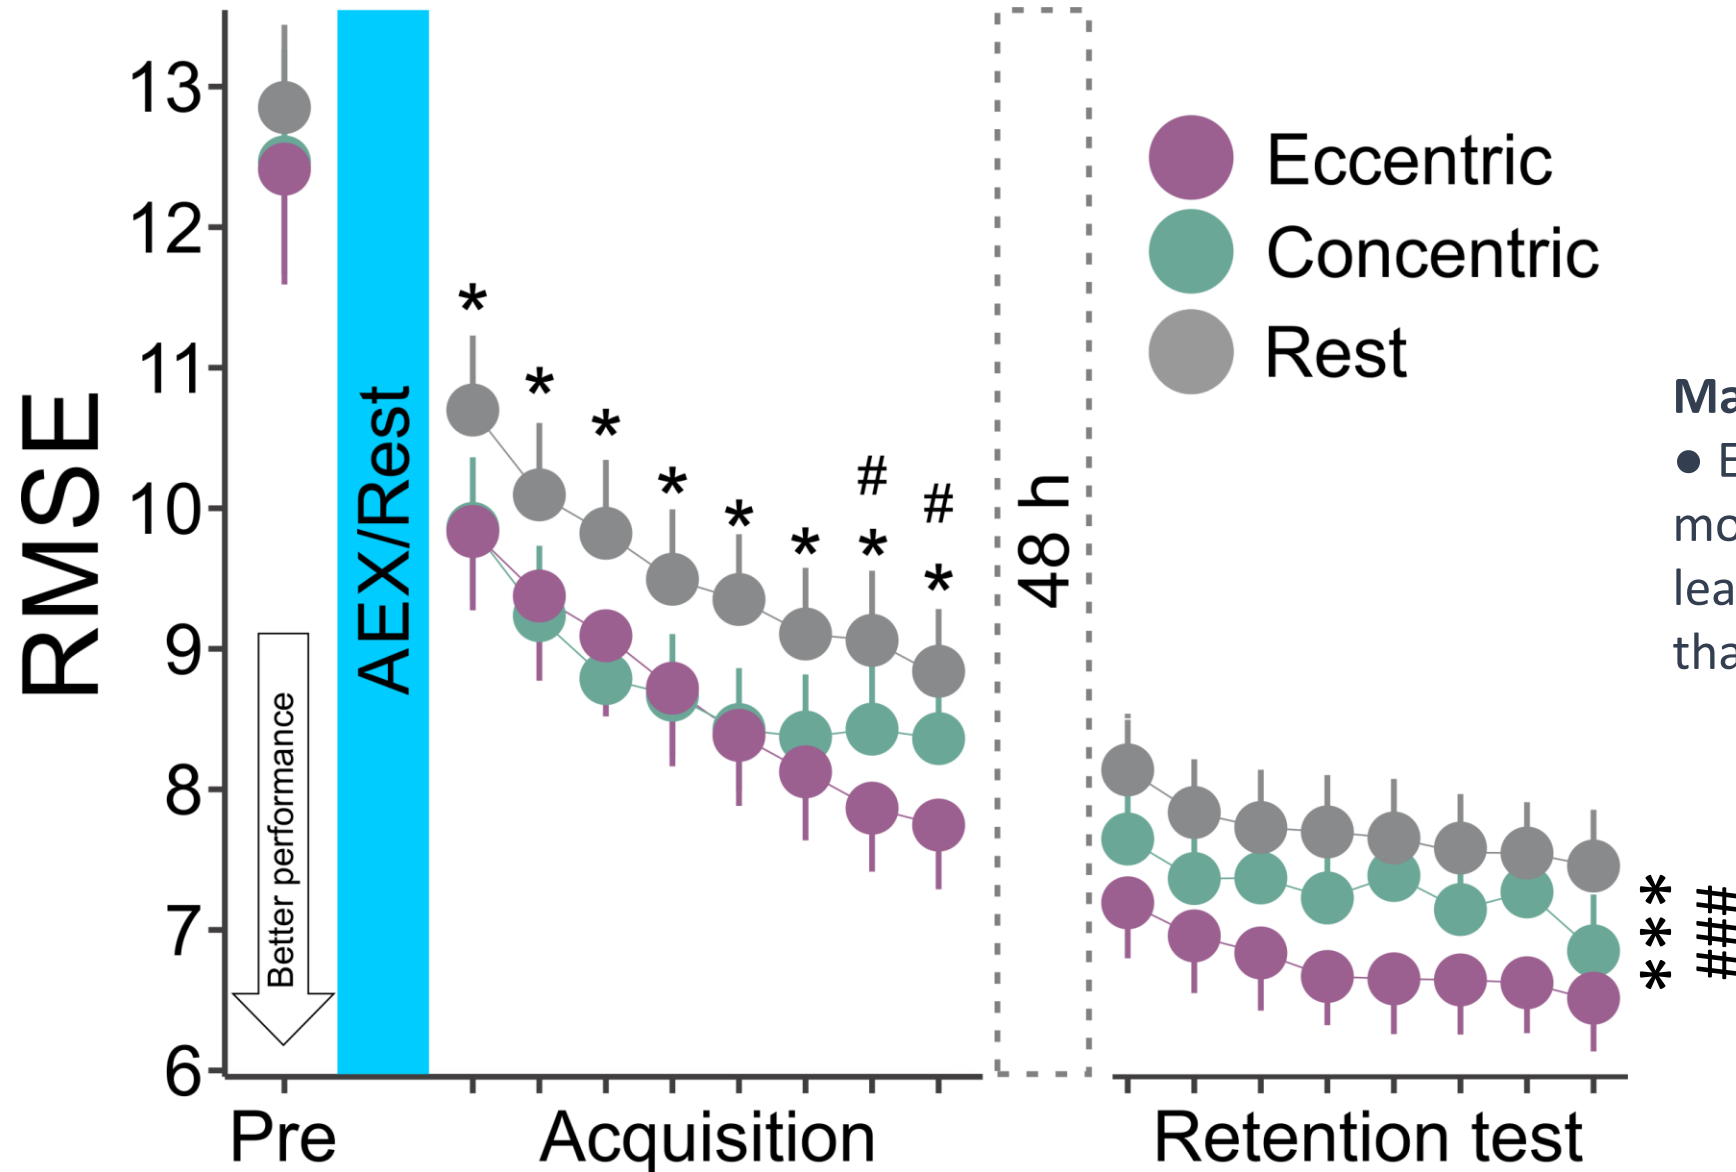 RMSE
13
12
11
10
9
8
7
6
Better performance
AEX/Rest
*
*
*
*
*
*
#
*
#
*
48 h
Eccentric
Concentric
Rest
***
###
Pre
Acquisition
Retention test
Ma
● E
mo
lea
tha